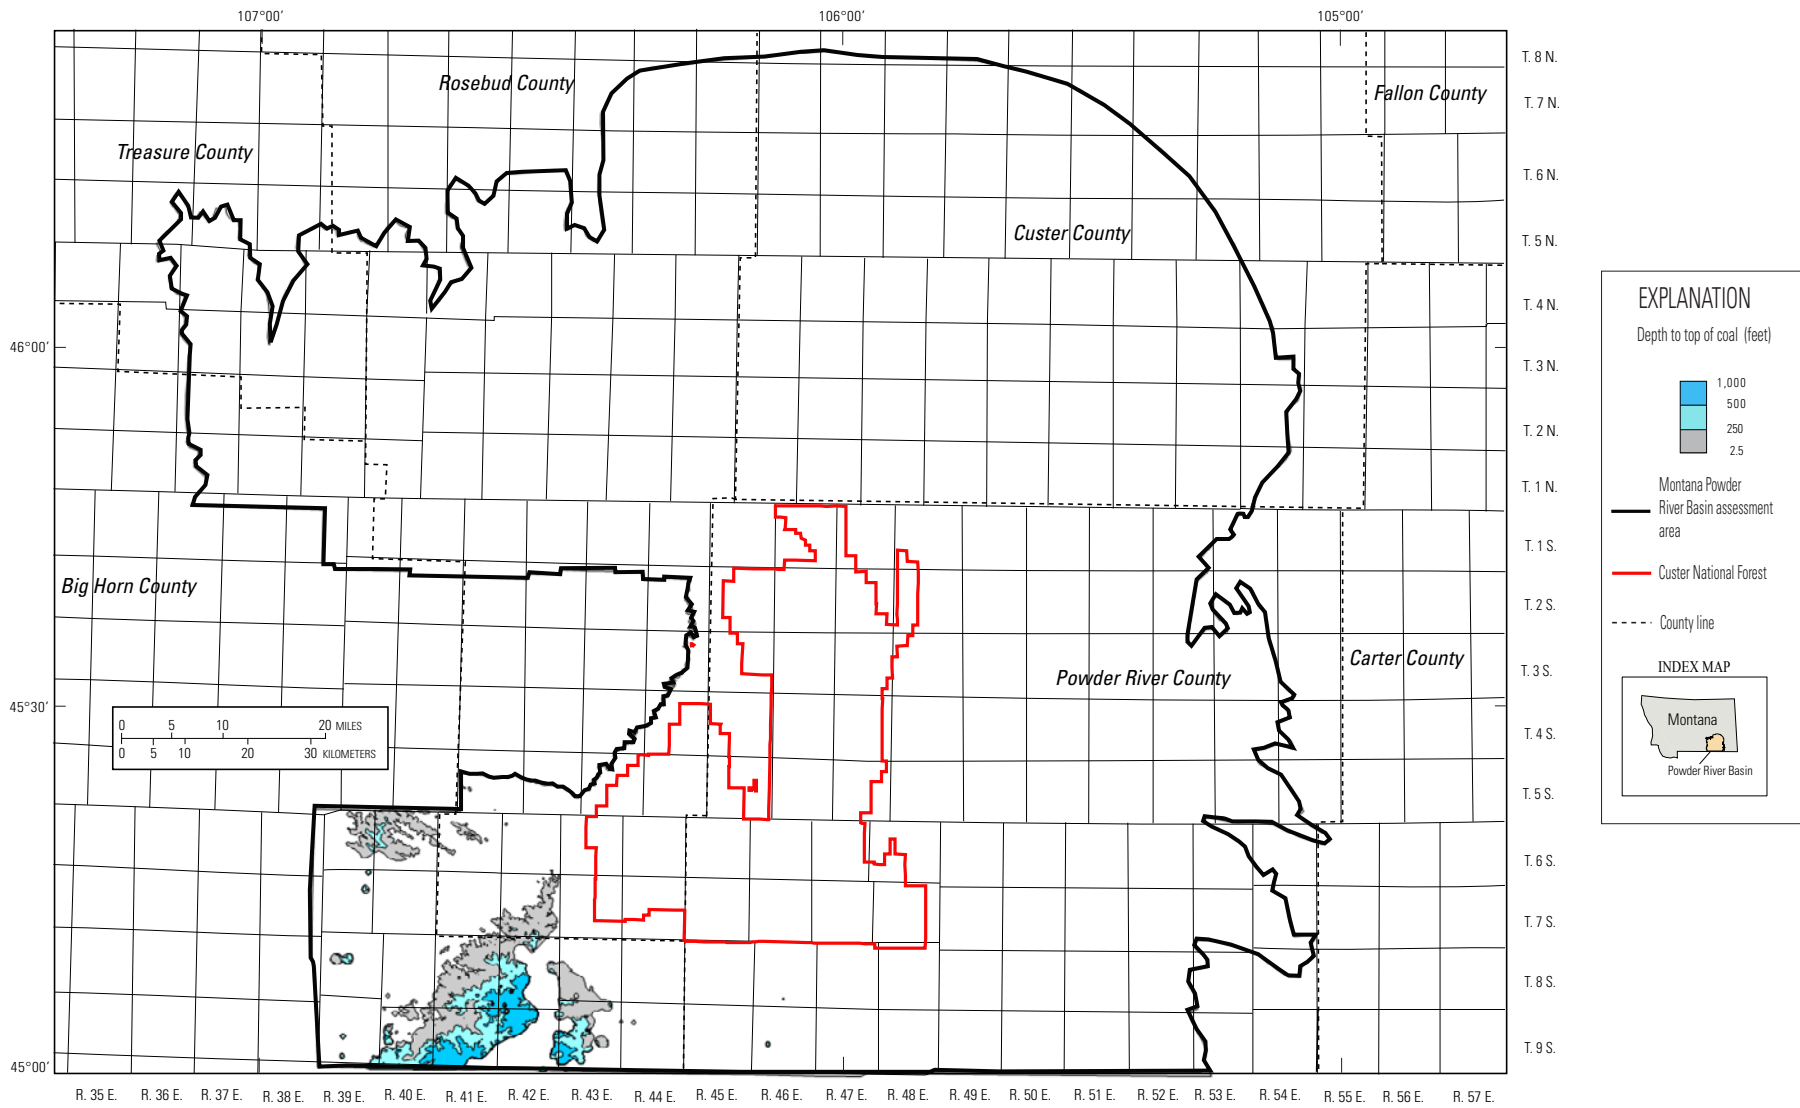 107°00' 106°00' 105°00'
Rosebud County
Fallon County
Treasure County
Custer County
Big Horn County
Powder River County
Carter County
46°00'
45°30'
45°00'
T. 8 N.
T. 7 N.
T. 6 N.
T. 5 N.
T. 4 N.
T. 3 N.
T. 2 N.
T. 1 N.
T. 1 S.
T. 2 S.
T. 3 S.
T. 4 S.
T. 5 S.
T. 6 S.
T. 7 S.
T. 8 S.
T. 9 S.
0 5 10 20 MILES
0 5 10 20 30 KILOMETERS
R. 35 E. R. 36 E. R. 37 E. R. 38 E. R. 39 E. R. 40 E. R. 41 E. R. 42 E. R. 43 E. R. 44 E. R. 45 E. R. 46 E. R. 47 E. R. 48 E. R. 49 E. R. 50 E. R. 51 E. R. 52 E. R. 53 E. R. 54 E. R. 55 E. R. 56 E. R. 57 E.
EXPLANATION
Depth to top of coal (feet)
1,000
500
250
2.5
Montana Powder
River Basin assessment
area
Custer National Forest
County line
INDEX MAP
Montana
Powder River Basin